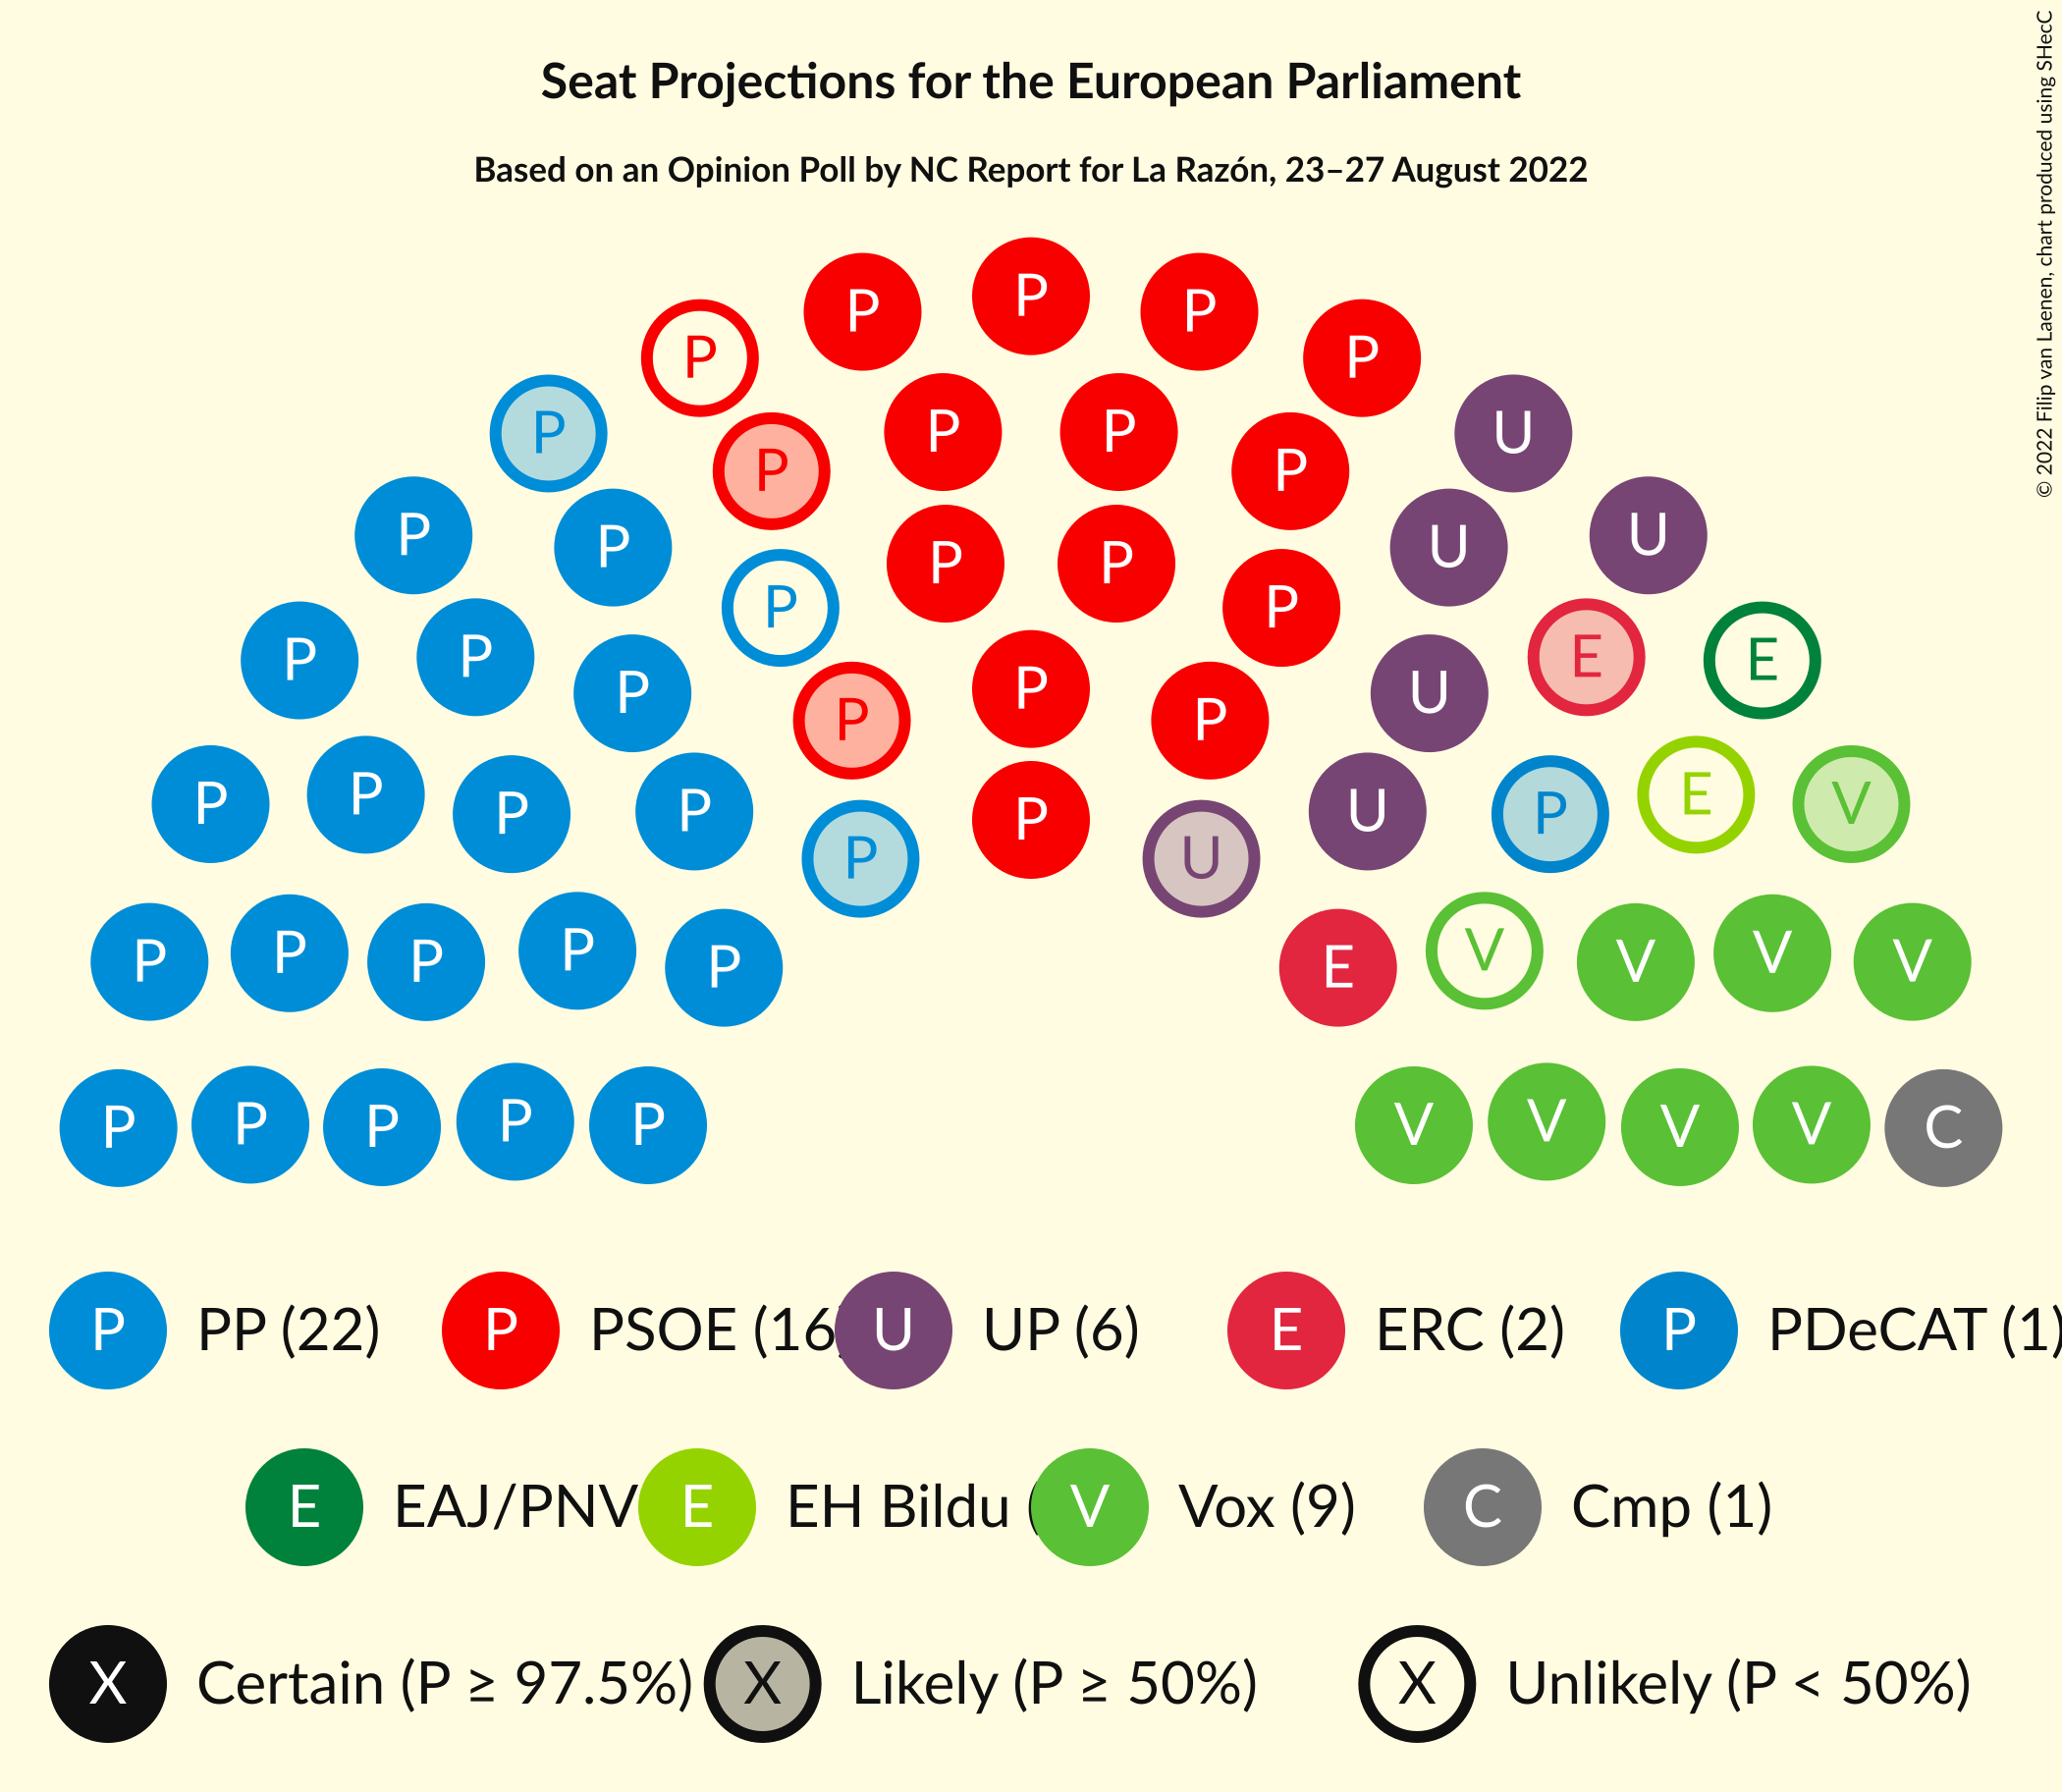 Seat Projections for the European Parliament
Based on an Opinion Poll by NC Report for La Razón, 23–27 August 2022
© 2022 Filip van Laenen, chart produced using SHecC
P
P P
P P
P P P
U
P P P P
U
P P
U U
P P P
P P
E E
P P
P P
U
P P P P
P
P U
P E V
P U
V
P P P P P
E
V V V V
P P P P P
V V V V C
P PP (22) P PSOE (16 U UP (6) E ERC (2) P PDeCAT (1)
E EAJ/PNV E EH Bildu V Vox (9) C Cmp (1)
X Certain (P ≥ 97.5%) X Likely (P ≥ 50%) X Unlikely (P < 50%)